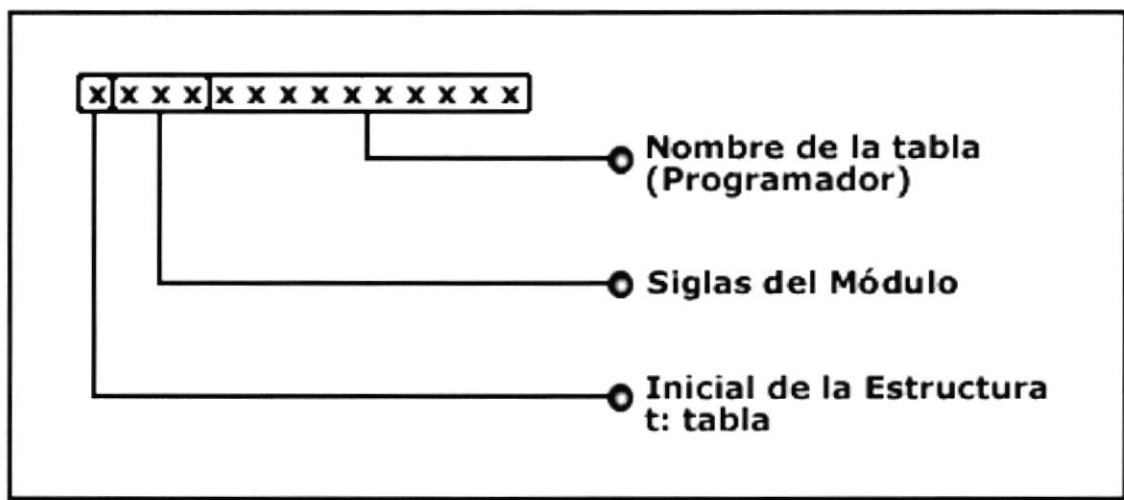 x x x x x x x x x x x x x x
Nombre de la tabla
(Programador)
Siglas del Módulo
Inicial de la Estructura
t: tabla